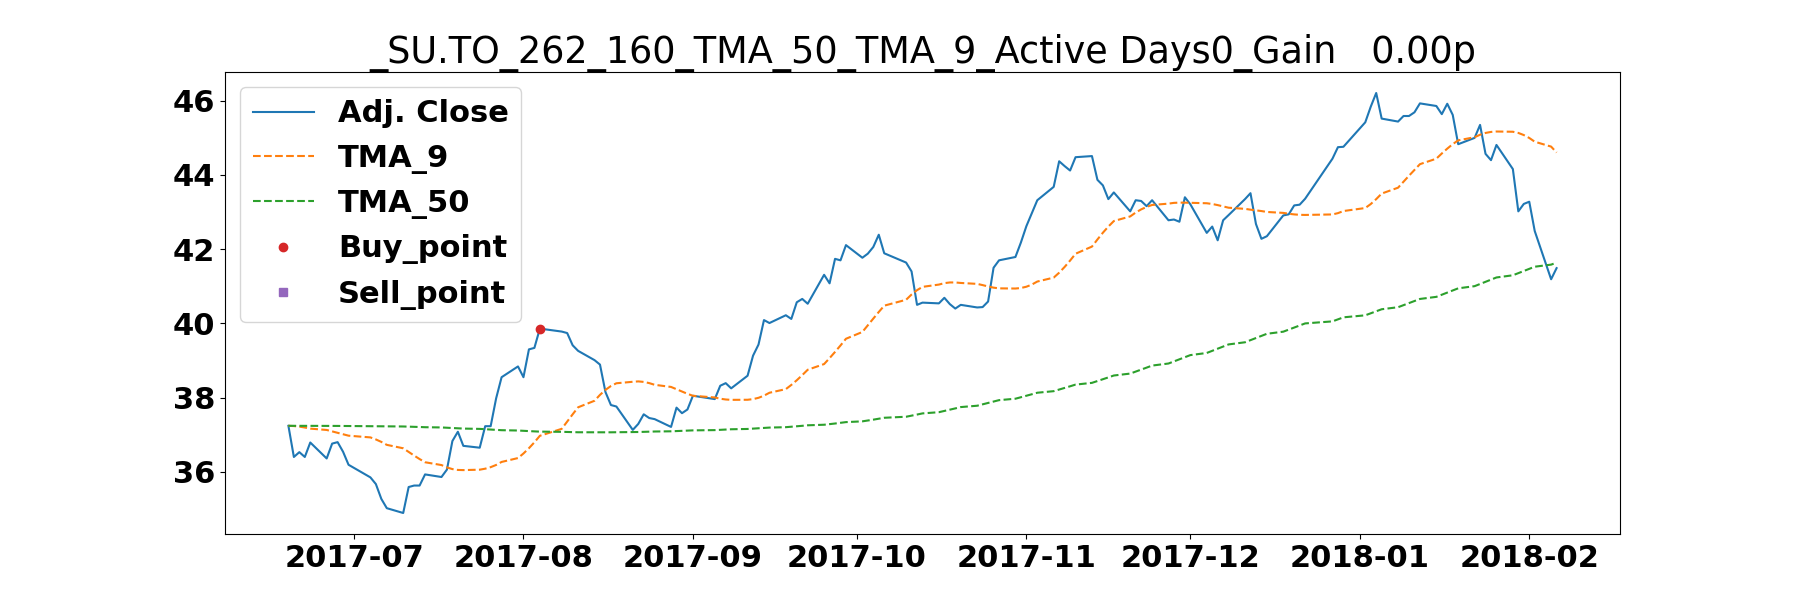 _SU.TO_262_160_TMA_50_TMA_9_Active Days0_Gain   0.00p
46
44
42
40
38
36
Adj. Close
TMA_9
TMA_50
Buy_point
Sell_point
2017-07 2017-08 2017-09 2017-10 2017-11 2017-12 2018-01 2018-02